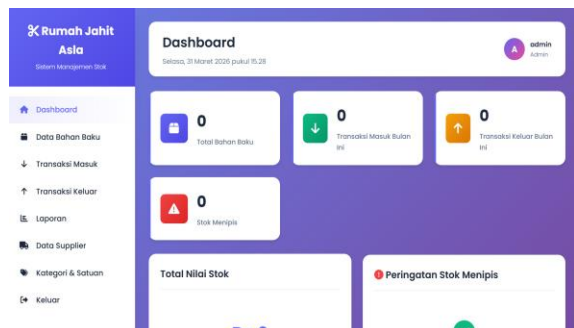 Rumah Jahit
Asia
Sistem Manajemen Stok
Dashboard
Data Bahan Baku
Transaksi Masuk
Transaksi Keluar
Laporan
Data Supplier
Kategori & Satuan
Keluar
Dashboard
Selasa, 31 Maret 2026 pukul 15.28
A
admin
Admin
0
Total Bahan Baku
0
Transaksi Masuk Bulan
Ini
0
Transaksi Keluar Bulan
Ini
0
Stok Menipis
Total Nilai Stok
Peringatan Stok Menipis